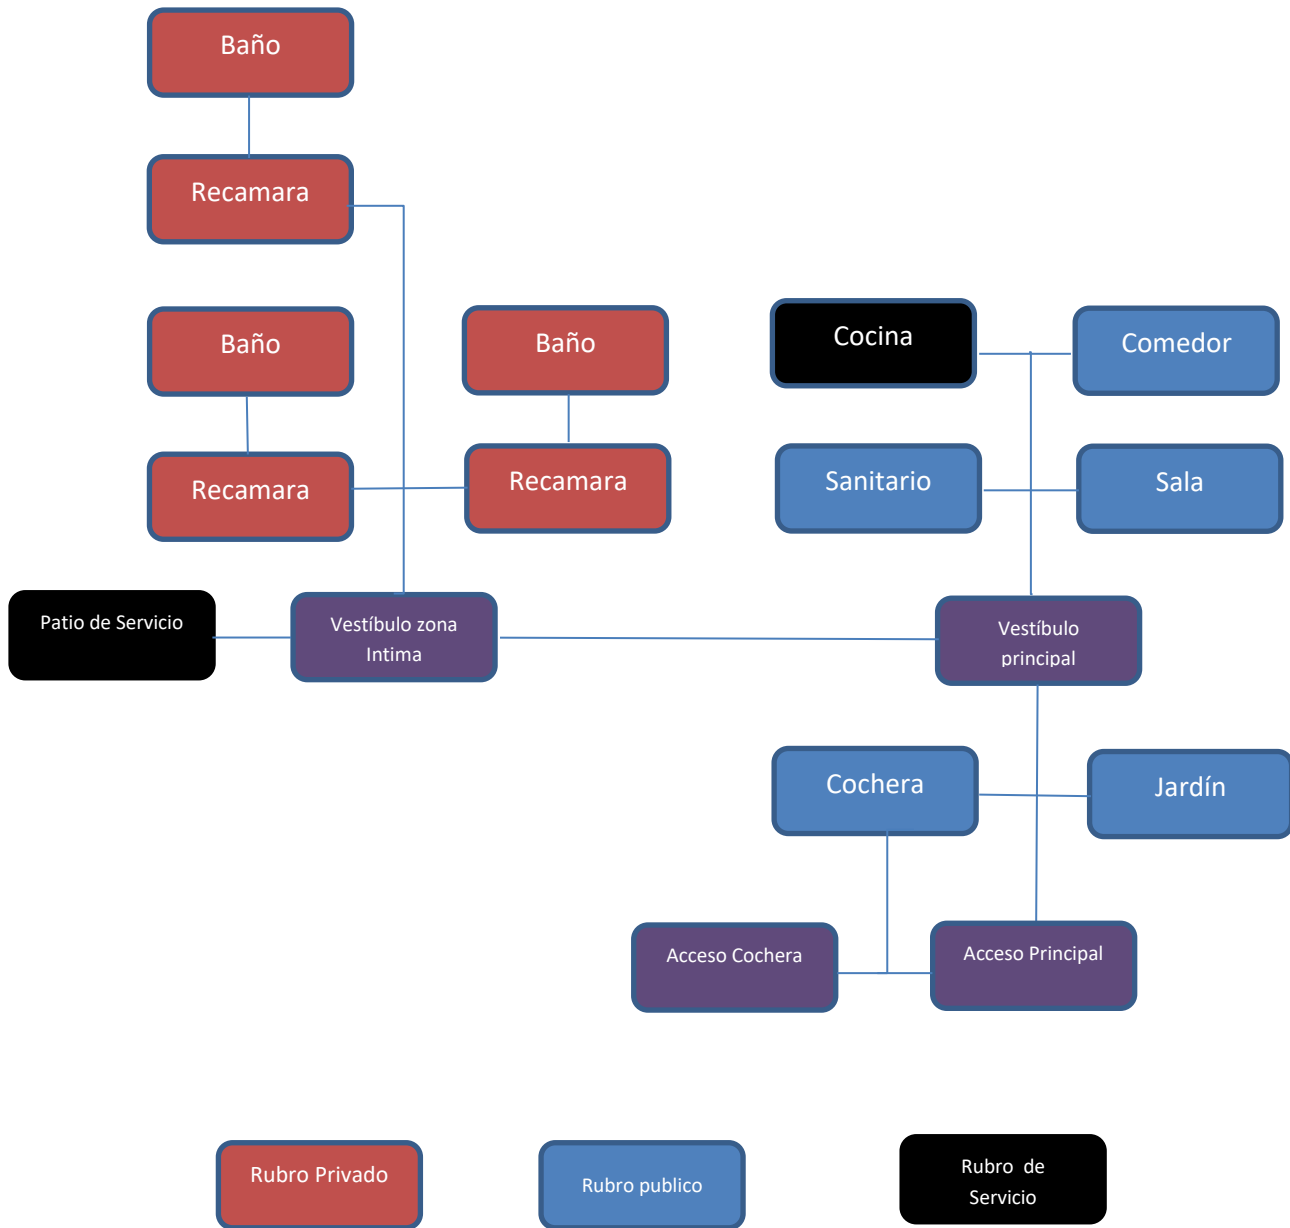 Baño
Recamara
Baño
Baño
Cocina
Comedor
Recamara
Recamara
Sanitario
Sala
Patio de Servicio
Vestíbulo zona
Intima
Vestíbulo
principal
Cochera
Jardín
Acceso Cochera
Acceso Principal
Rubro Privado
Rubro publico
Rubro de
Servicio